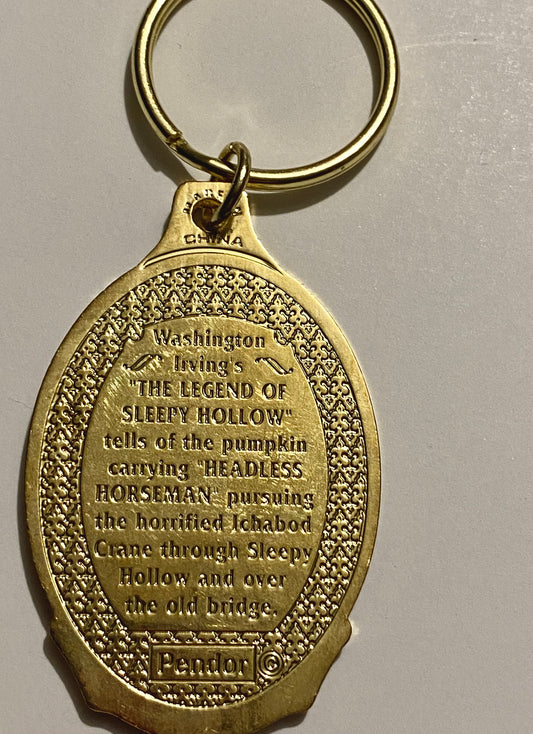 CHINA
Washington
Irving's
"THE LEGEND OF
SLEEPY HOLLOW"
tells of the pumpkin
carrying "HEADLESS
HORSEMAN" pursuing
the horrified Ichabod
Crane through Sleepy
Hollow and over
the old bridge.
Pendor ©